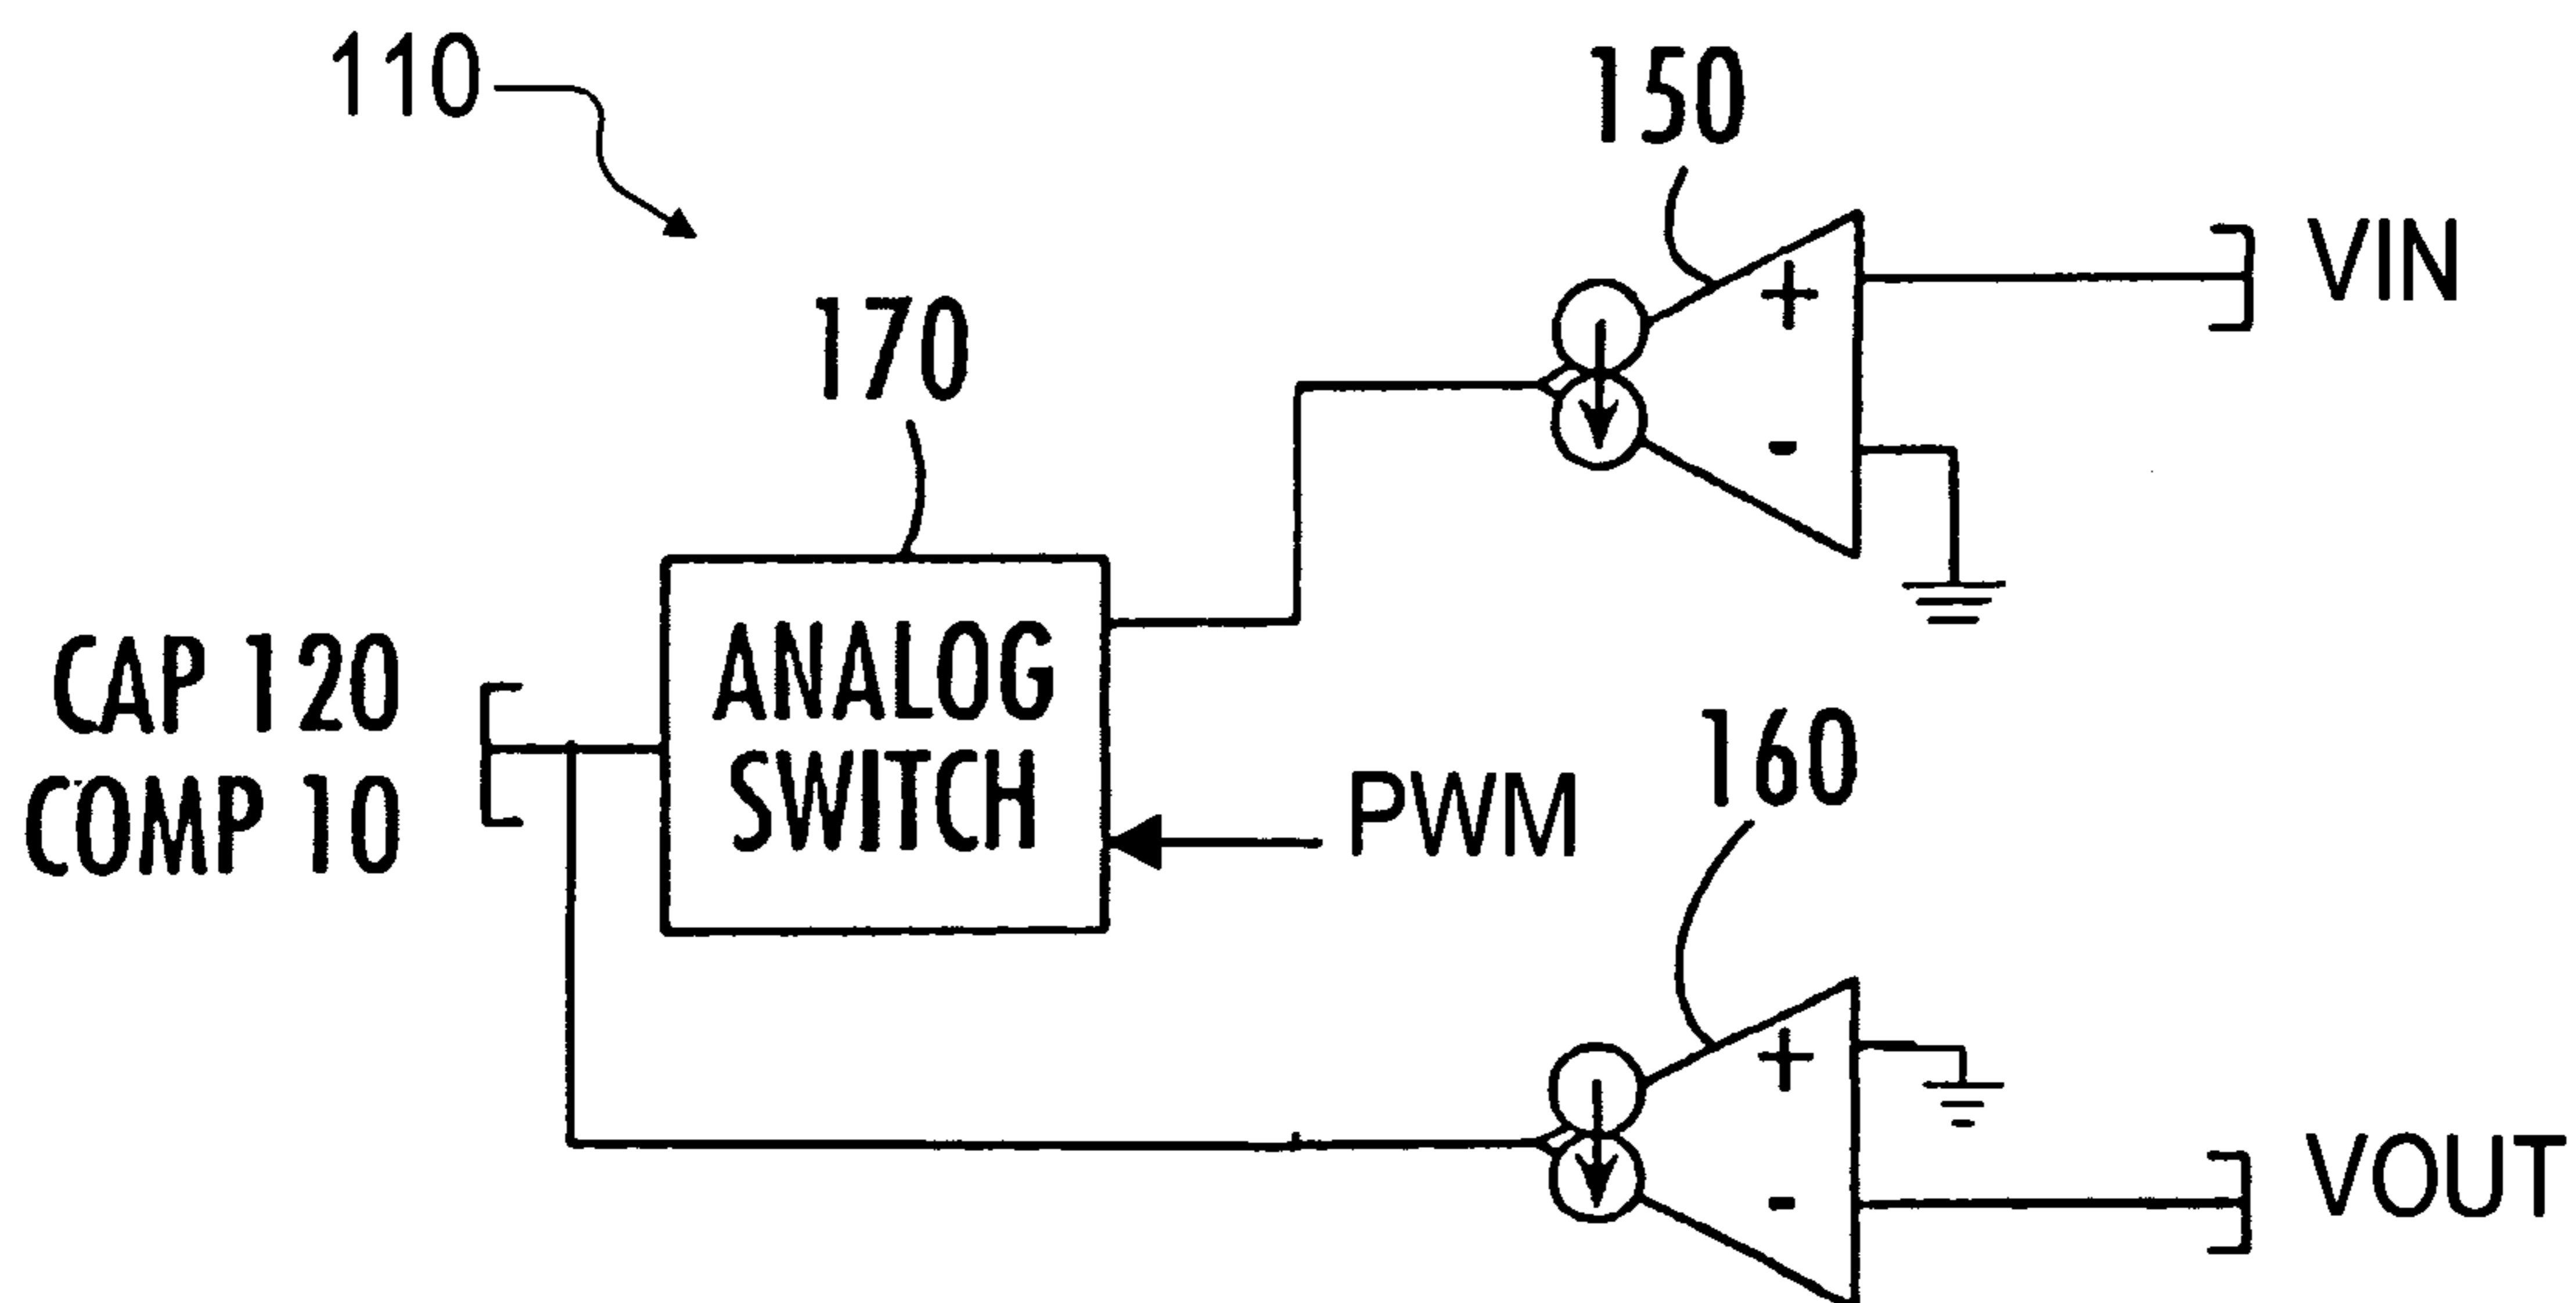 110
150
VIN
+
-
170
ANALOG
SWITCH
CAP 120
COMP 10
PWM
160
+
-
VOUT